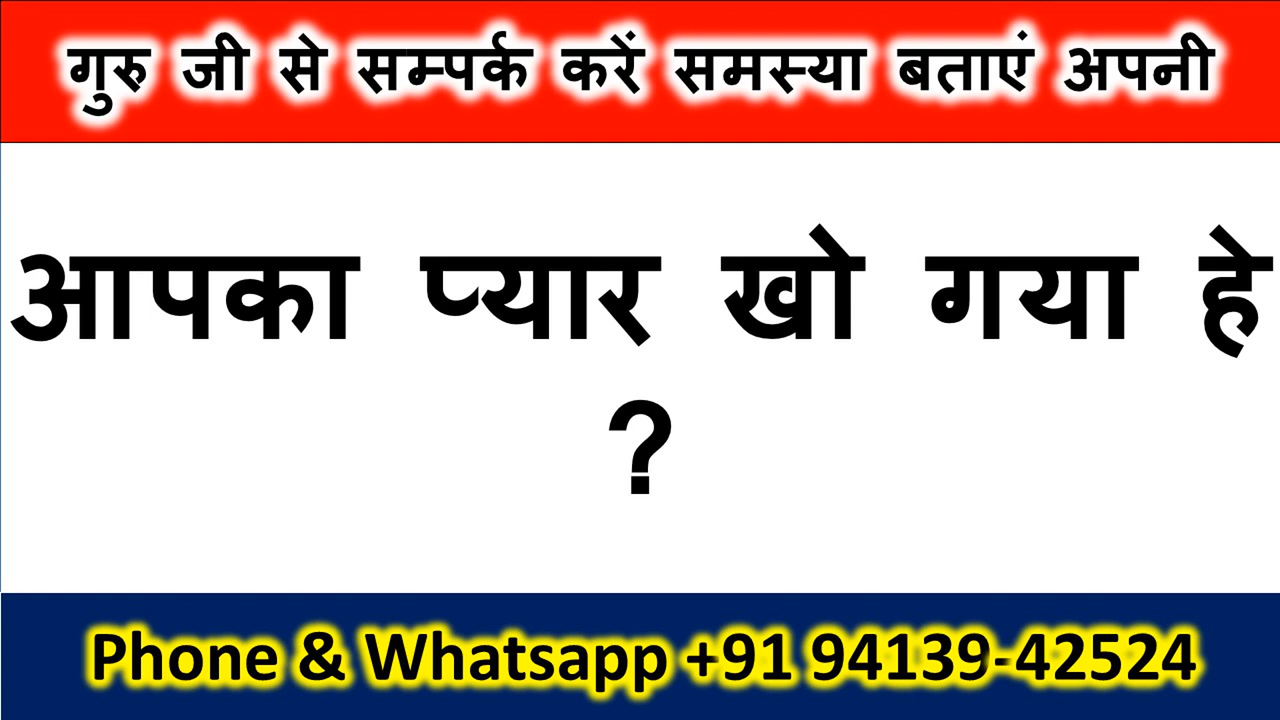 गुरु जी से सम्पर्क करें समस्या बताएं अपनी
आपका प्यार खो गया हे
?
Phone & Whatsapp +91 94139-42524